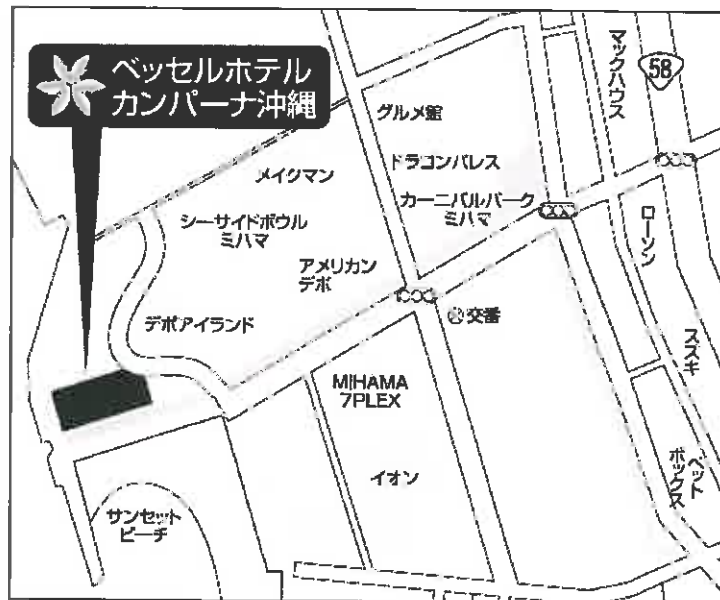 ベッセルホテル
カンパーナ沖縄
58
マックハウス
グルメ館
ドラゴンパレス
メイクマン
カーニバルパーク
ミハマ
シーサイドボウル
ミハマ
ローソン
アメリカン
デポ
交番
デポアイランド
スズキ
MIHAMA
7PLEX
ペット
ボックス
イオン
サンセット
ビーチ